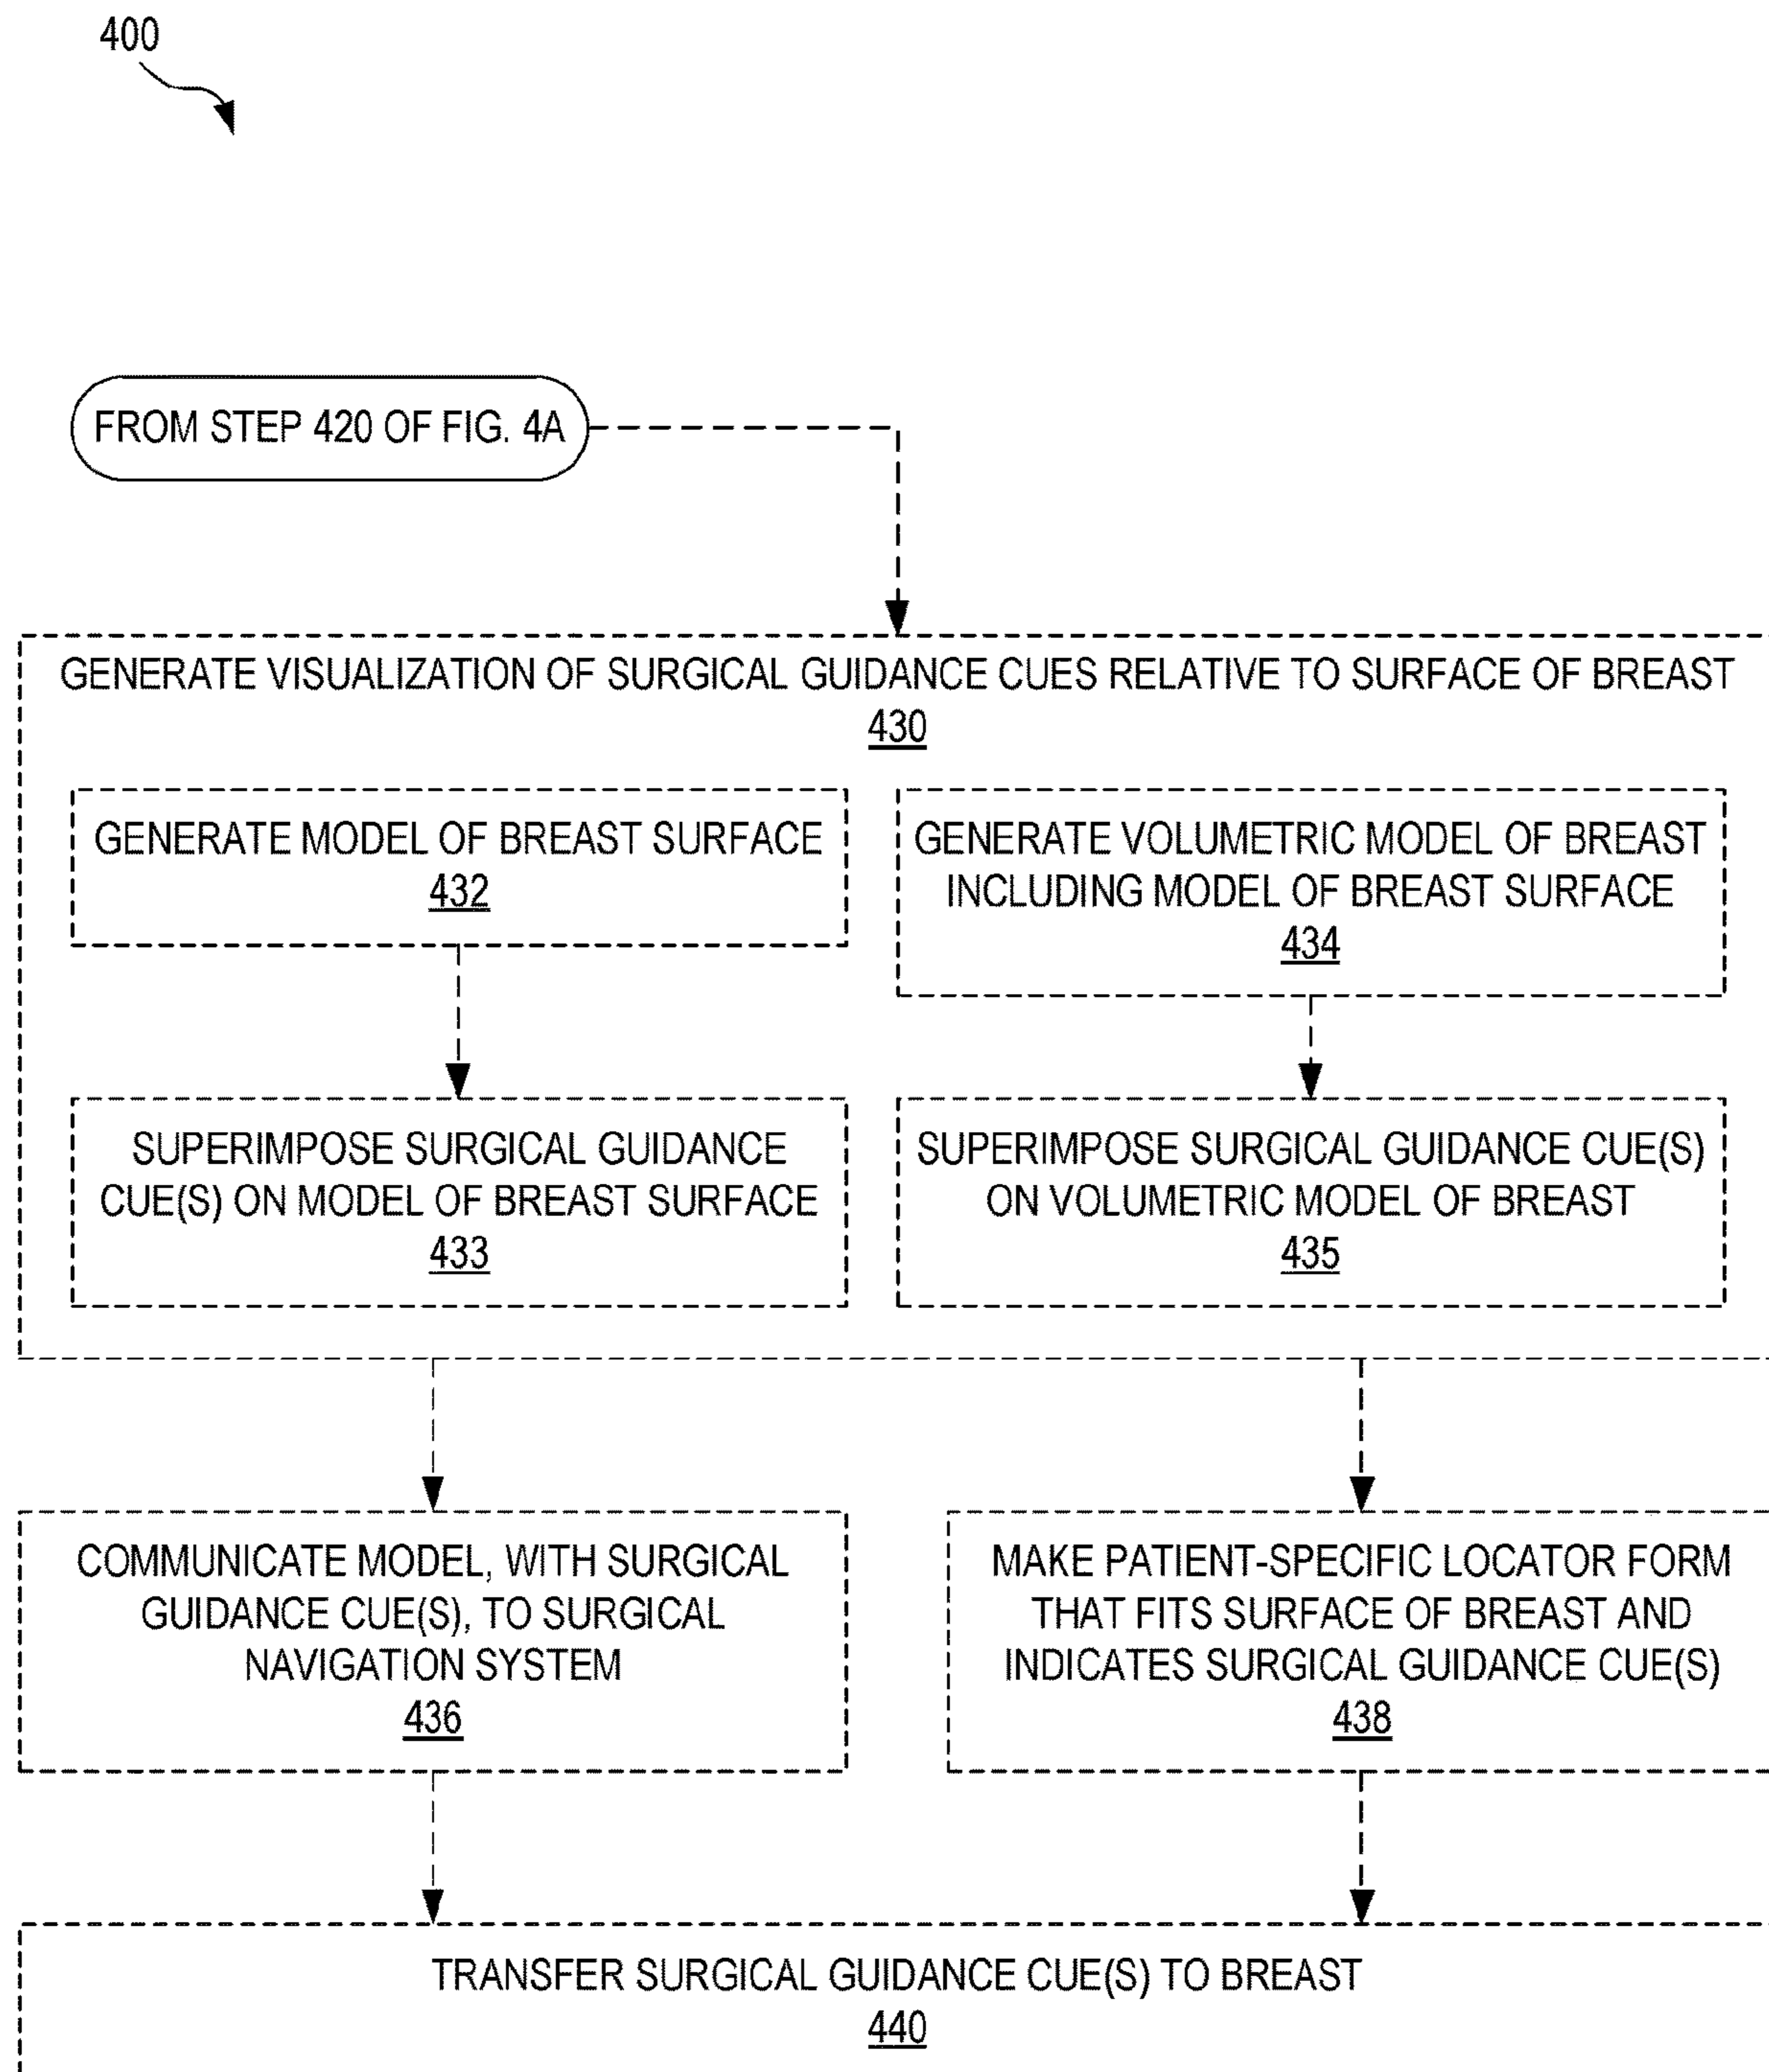 400
FROM STEP 420 OF FIG. 4A
GENERATE VISUALIZATION OF SURGICAL GUIDANCE CUES RELATIVE TO SURFACE OF BREAST
430
GENERATE MODEL OF BREAST SURFACE
432
GENERATE VOLUMETRIC MODEL OF BREAST
INCLUDING MODEL OF BREAST SURFACE
434
SUPERIMPOSE SURGICAL GUIDANCE
CUE(S) ON MODEL OF BREAST SURFACE
433
SUPERIMPOSE SURGICAL GUIDANCE CUE(S)
ON VOLUMETRIC MODEL OF BREAST
435
COMMUNICATE MODEL, WITH SURGICAL
GUIDANCE CUE(S), TO SURGICAL
NAVIGATION SYSTEM
436
MAKE PATIENT-SPECIFIC LOCATOR FORM
THAT FITS SURFACE OF BREAST AND
INDICATES SURGICAL GUIDANCE CUE(S)
438
TRANSFER SURGICAL GUIDANCE CUE(S) TO BREAST
440